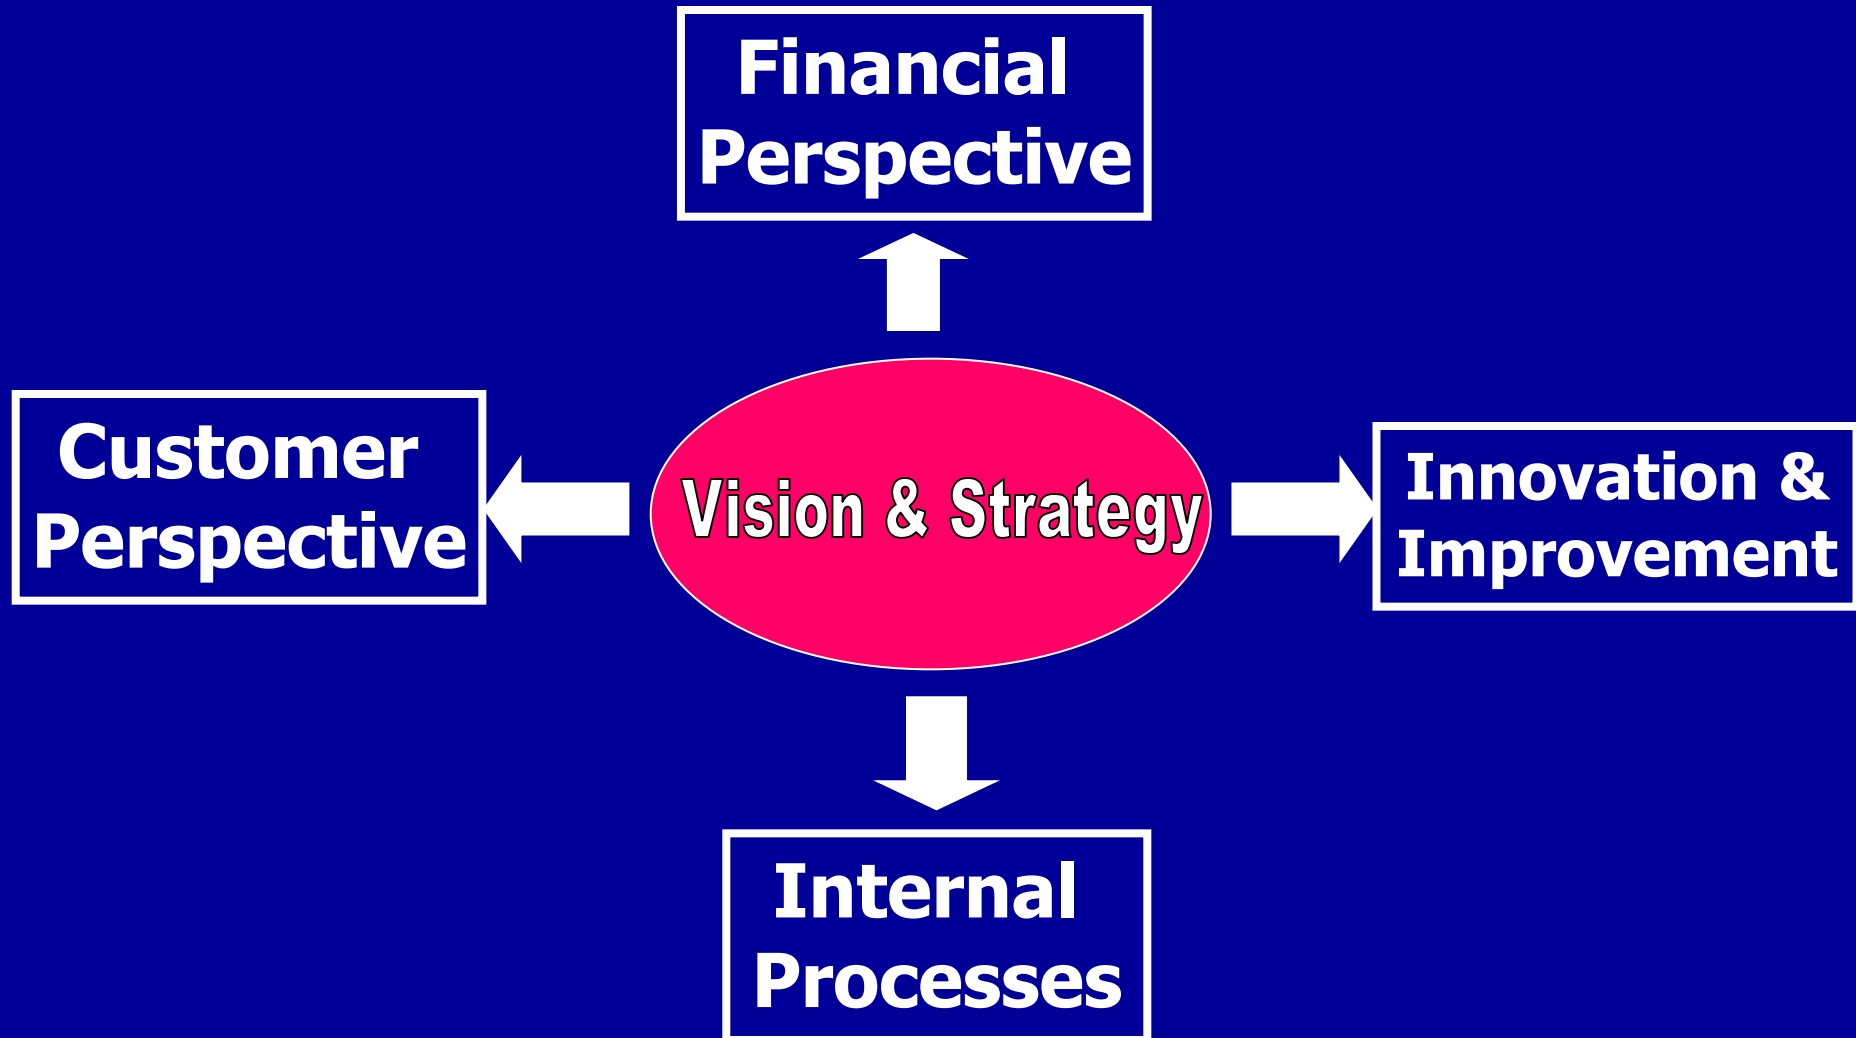 Financial
Perspective
Customer
Perspective
Vision & Strategy
Innovation &
Improvement
Internal
Processes